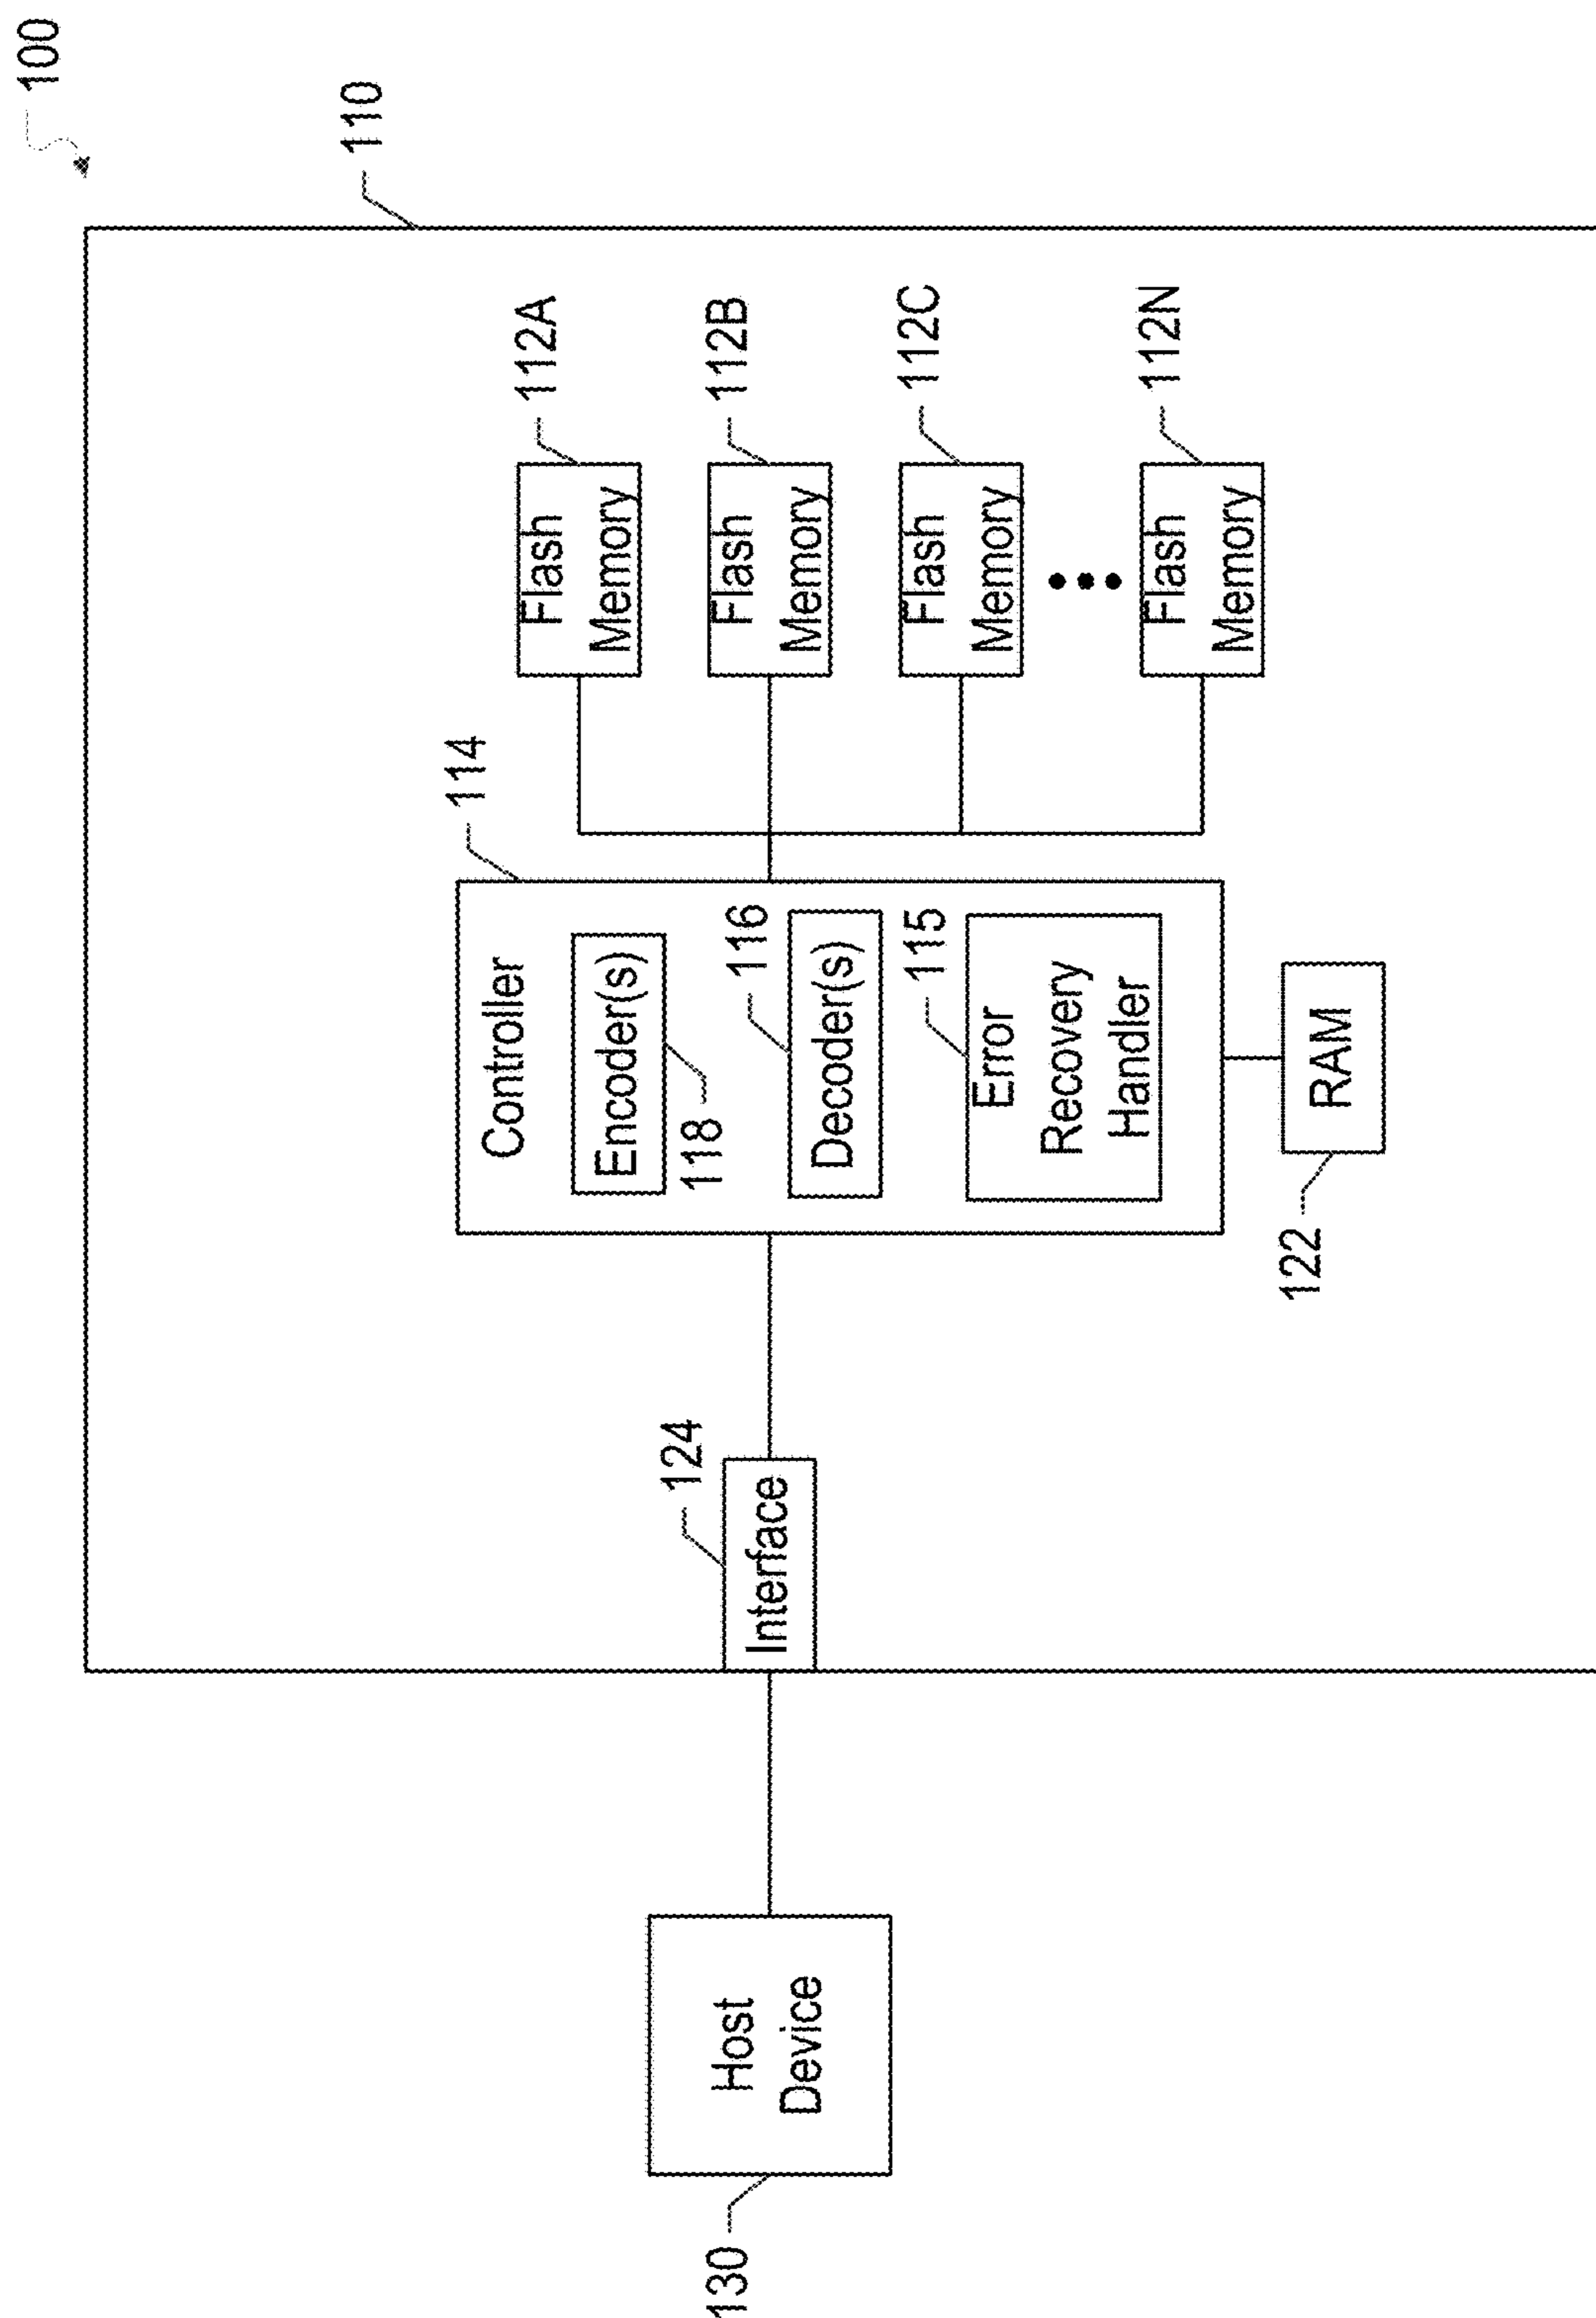 100
110
112A
Flash
Memory
112B
Flash
Memory
112C
Flash
Memory
112N
Flash
Memory
114
Controller
Encoder(s)
118
116
Decoder(s)
115
Error
Recovery
Handler
RAM
122
124
Interface
Host
Device
130